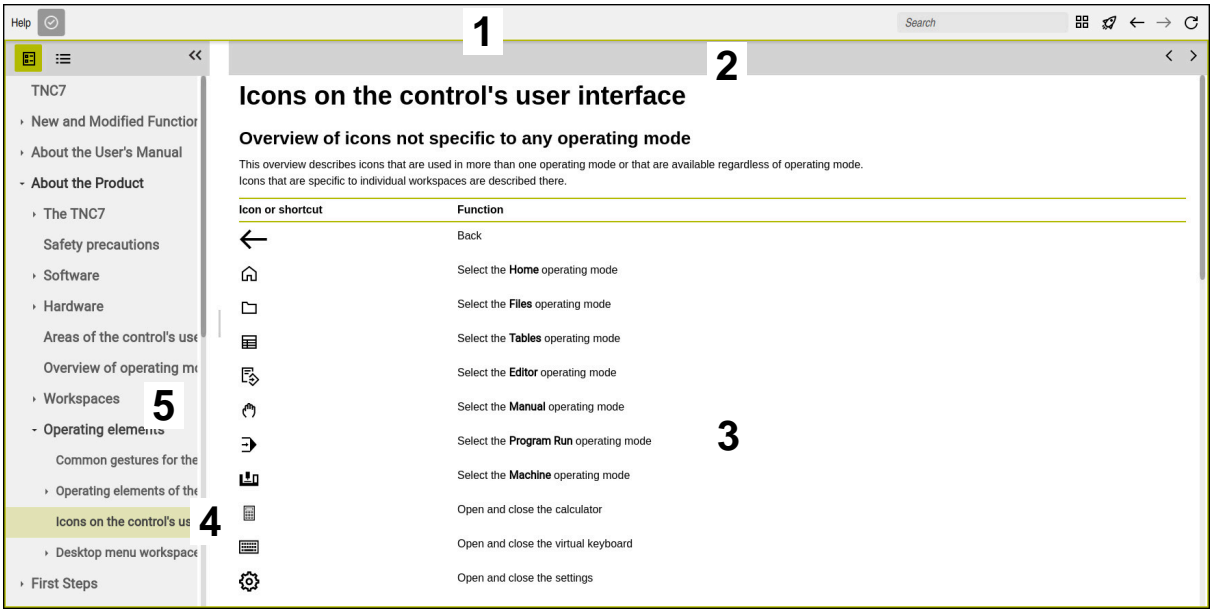 Help
1
Search
2
TNC7
New and Modified Function
About the User's Manual
About the Product
The TNC7
Safety precautions
Software
Hardware
Areas of the control's use
Overview of operating mo
Workspaces
5
Operating elements
Common gestures for the
Operating elements of the
Icons on the control's us
4
Desktop menu workspace
First Steps
Icons on the control's user interface
Overview of icons not specific to any operating mode
This overview describes icons that are used in more than one operating mode or that are available regardless of operating mode.
Icons that are specific to individual workspaces are described there.
Icon or shortcut Function
Back
Select the Home operating mode
Select the Files operating mode
Select the Tables operating mode
Select the Editor operating mode
Select the Manual operating mode
Select the Program Run operating mode
3
Select the Machine operating mode
Open and close the calculator
Open and close the virtual keyboard
Open and close the settings